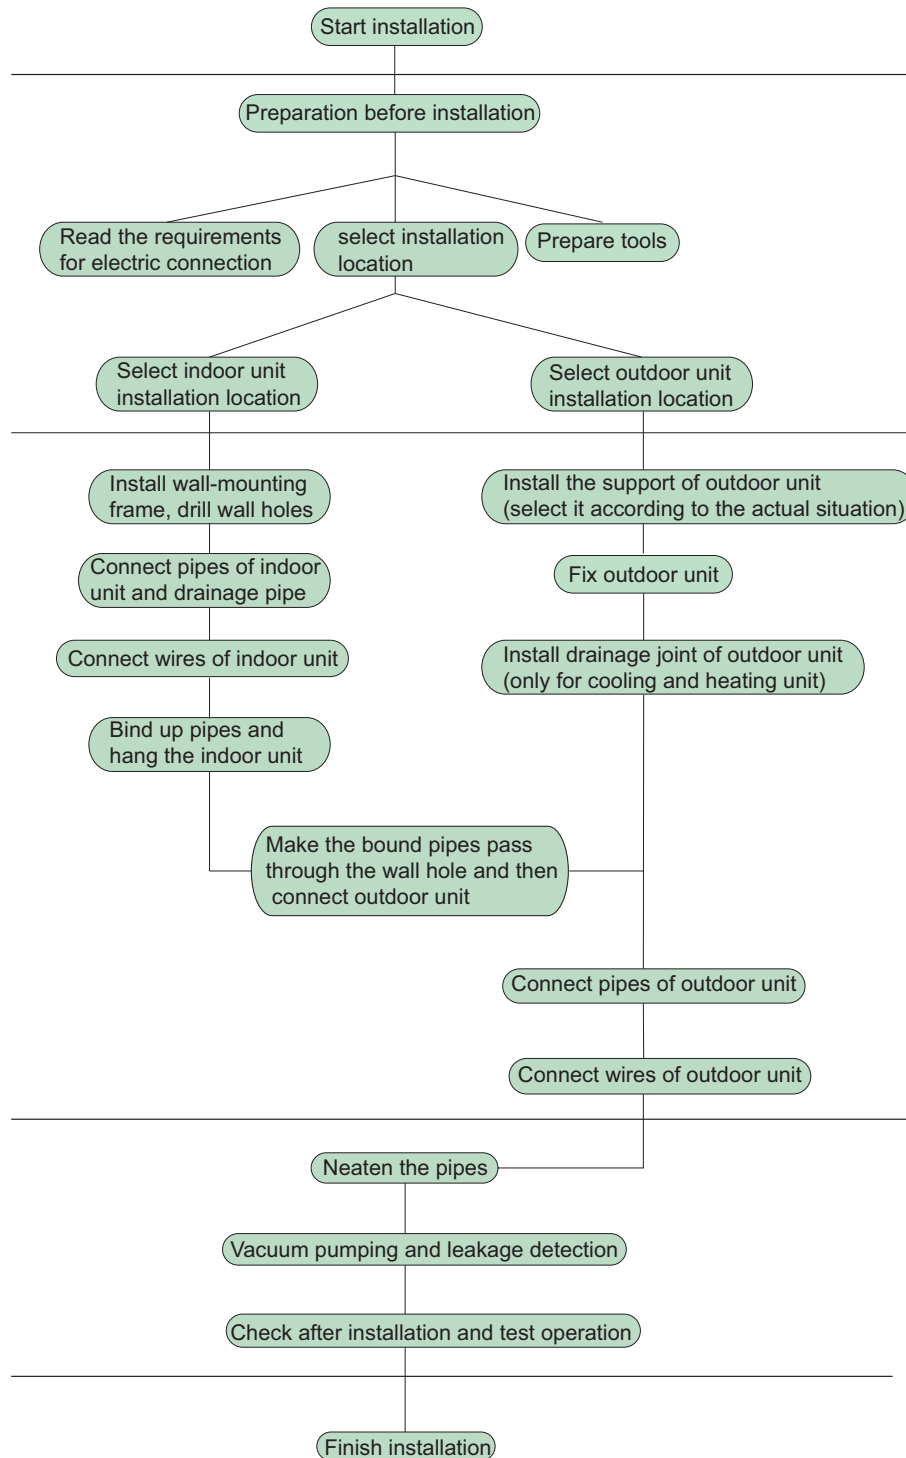 Start installation
Preparation before installation
Read the requirements
for electric connection
select installation
location
Prepare tools
Select indoor unit
installation location
Select outdoor unit
installation location
Install wall-mounting
frame, drill wall holes
Install the support of outdoor unit
(select it according to the actual situation)
Connect pipes of indoor
unit and drainage pipe
Fix outdoor unit
Connect wires of indoor unit
Install drainage joint of outdoor unit
(only for cooling and heating unit)
Bind up pipes and
hang the indoor unit
Make the bound pipes pass
through the wall hole and then
connect outdoor unit
Connect pipes of outdoor unit
Connect wires of outdoor unit
Neaten the pipes
Vacuum pumping and leakage detection
Check after installation and test operation
Finish installation